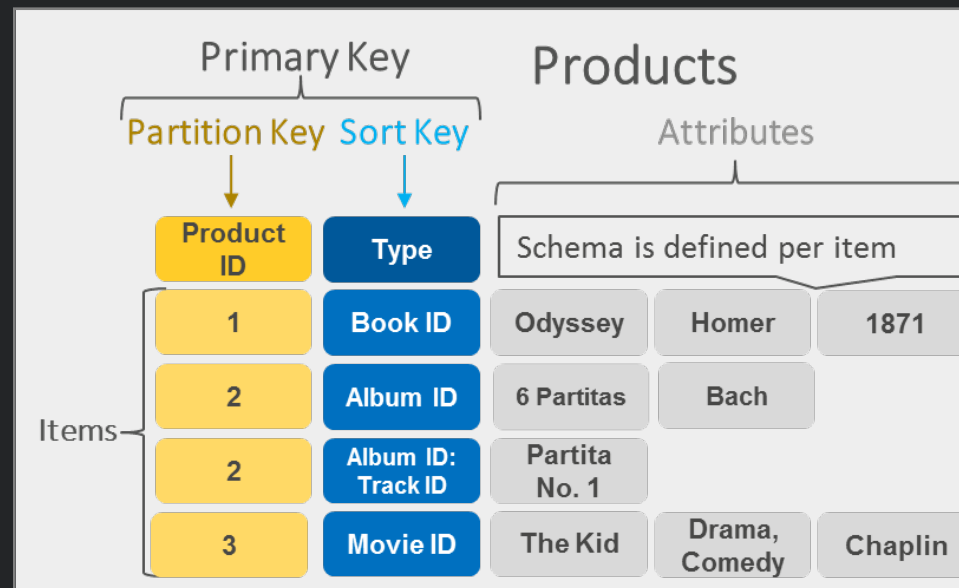 Primary Key
Products
Partition Key Sort Key
Attributes
Product
ID
Type
Schema is defined per item
1
Book ID
Odyssey
Homer
1871
2
Album ID
6 Partitas
Bach
Items
2
Album ID:
Track ID
Partita
No. 1
3
Movie ID
The Kid
Drama,
Comedy
Chaplin